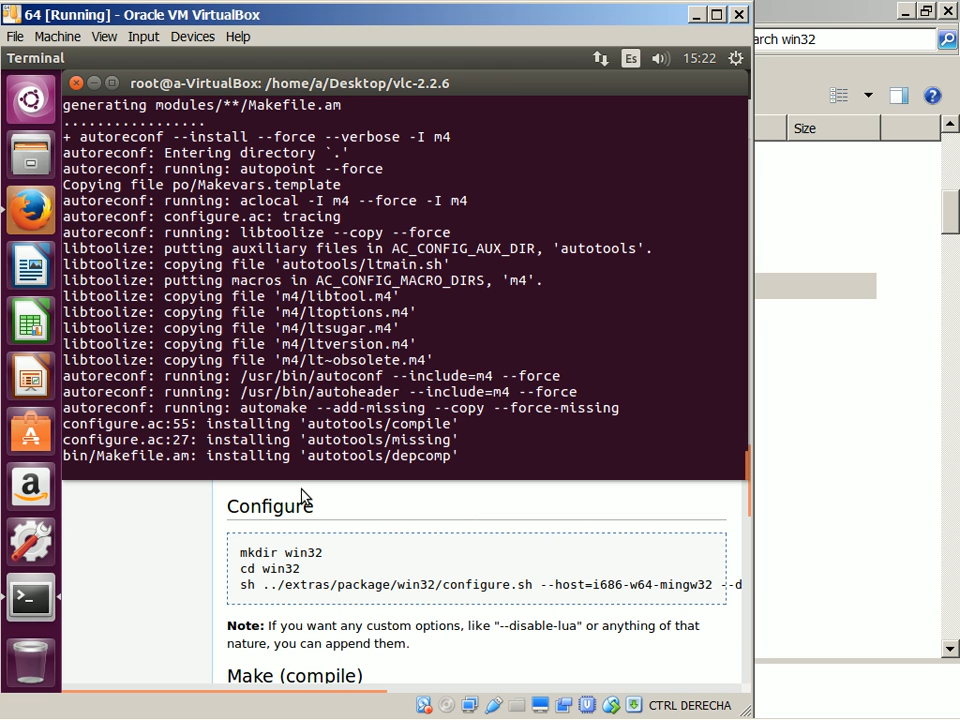 64 [Running] - Oracle VM VirtualBox
File Machine View Input Devices Help
arch win32
Terminal
Es
15:22
root@a-VirtualBox: /home/a/Desktop/vlc-2.2.6
Size
generating modules/**/Makefile.am
.................
+ autoreconf --install --force --verbose -I m4
autoreconf: Entering directory `.'
autoreconf: running: autopoint --force
Copying file po/Makevars.template
autoreconf: running: aclocal -I m4 --force -I m4
autoreconf: configure.ac: tracing
autoreconf: running: libtoolize --copy --force
libtoolize: putting auxiliary files in AC_CONFIG_AUX_DIR, 'autotools'.
libtoolize: copying file 'autotools/ltmain.sh'
libtoolize: putting macros in AC_CONFIG_MACRO_DIRS, 'm4'.
libtoolize: copying file 'm4/libtool.m4'
libtoolize: copying file 'm4/ltoptions.m4'
libtoolize: copying file 'm4/ltsugar.m4'
libtoolize: copying file 'm4/ltversion.m4'
libtoolize: copying file 'm4/lt~obsolete.m4'
autoreconf: running: /usr/bin/autoconf --include=m4 --force
autoreconf: running: /usr/bin/autoheader --include=m4 --force
autoreconf: running: automake --add-missing --copy --force-missing
configure.ac:55: installing 'autotools/compile'
configure.ac:27: installing 'autotools/missing'
bin/Makefile.am: installing 'autotools/depcomp'
Configure
mkdir win32
cd win32
sh ../extras/package/win32/configure.sh --host=i686-w64-mingw32 --d
Note: If you want any custom options, like "--disable-lua" or anything of that
nature, you can append them.
Make (compile)
CTRL DERECHA